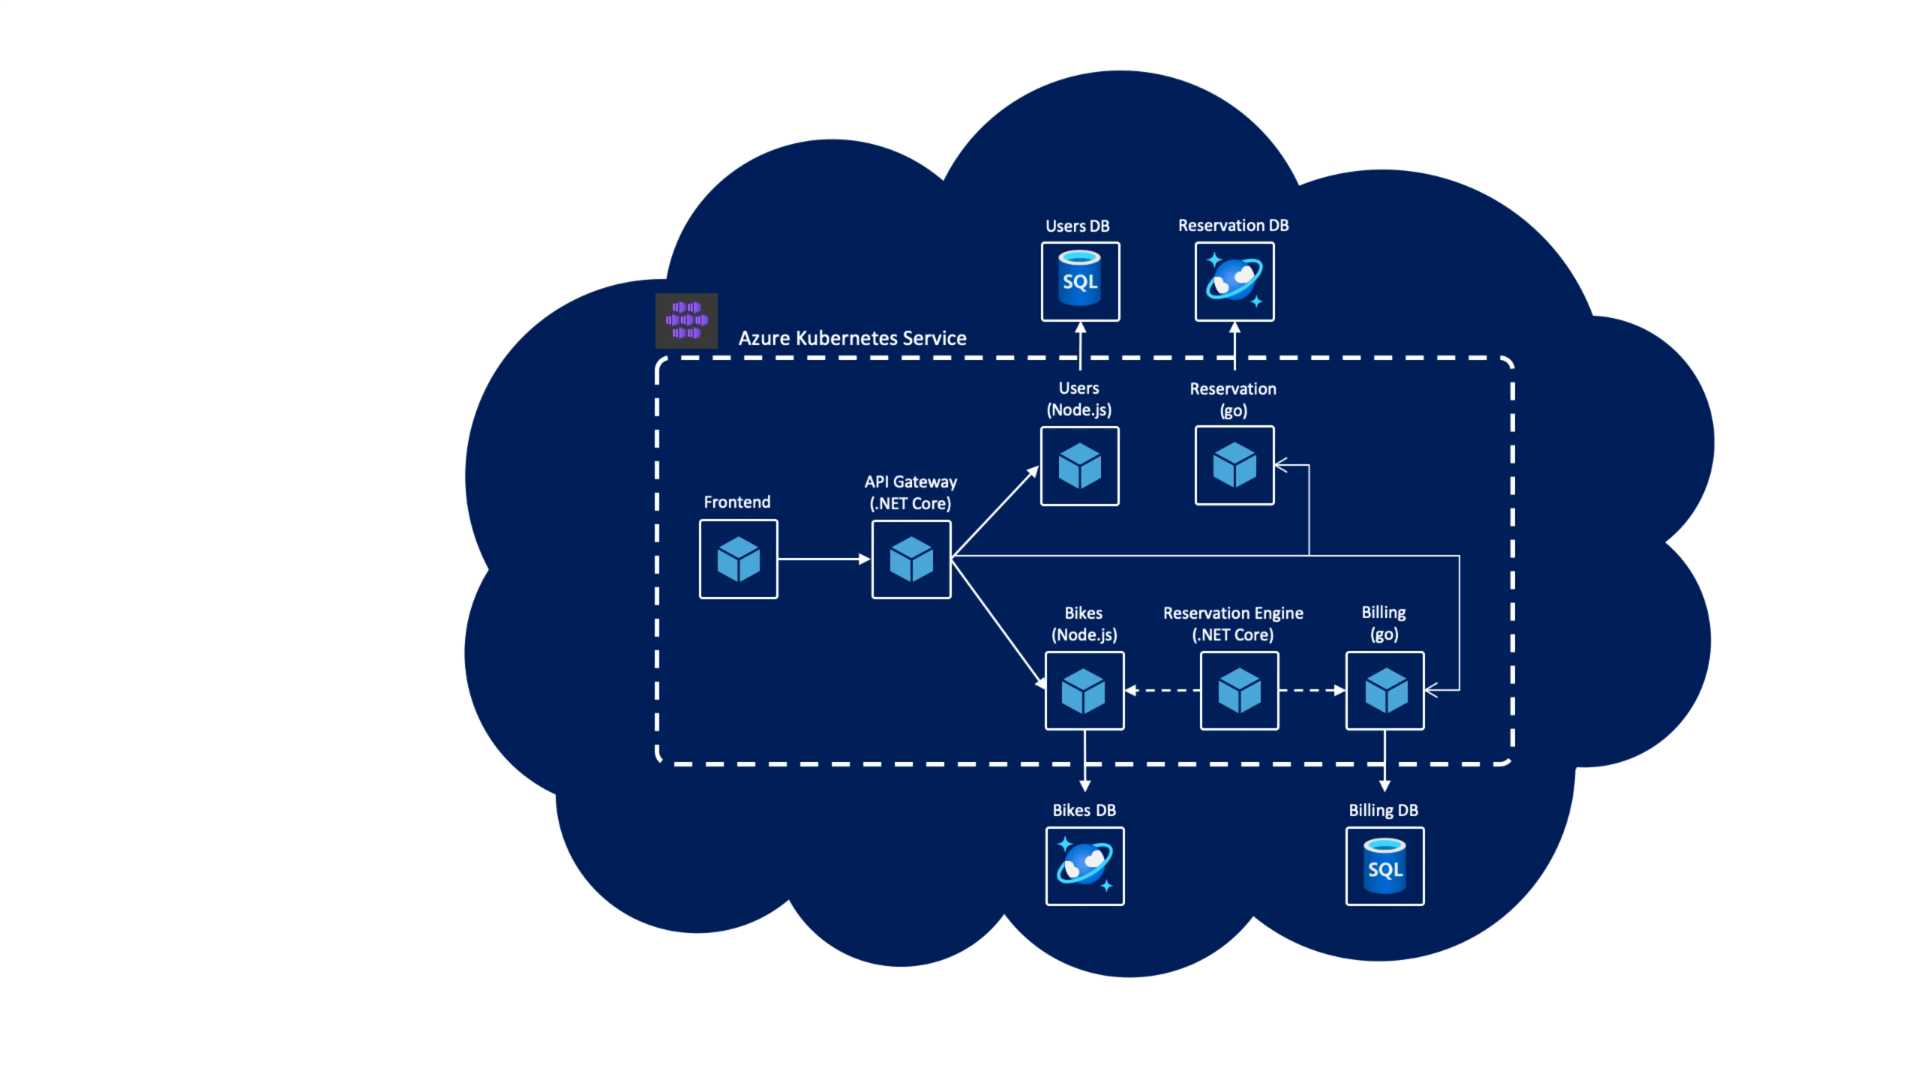 Users DB
Reservation DB
SQL
Azure Kubernetes Service
Users
(Node.js)
Reservation
(go)
API Gateway
(.NET Core)
Frontend
Bikes
(Node.js)
Reservation Engine
(.NET Core)
Billing
(go)
Bikes DB
Billing DB
SQL